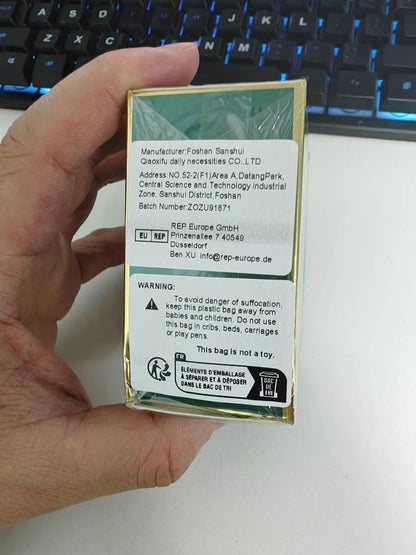 Manufacturer:Foshan Sanshui
Qiaoxifu daily necessities CO.,LTD
Address:NO.52-2(F1)Area A,DatangPark,
Central Science and Technology industrial
Zone, Sanshui District,Foshan
Batch Number:ZOZU91871
EU REP
REP Europe GmbH
Prinzenallee 7 40549
Düsseldorf
Ben XU info@rep-europe.de
WARNING:
To avoid danger of suffocation,
keep this plastic bag away from
babies and children. Do not use
this bag in cribs, beds, carriages
or play pens.
This bag is not a toy.
FR
ÉLÉMENTS D'EMBALLAGE
À SÉPARER ET À DÉPOSER
DANS LE BAC DE TRI
BAC
DE
TRI